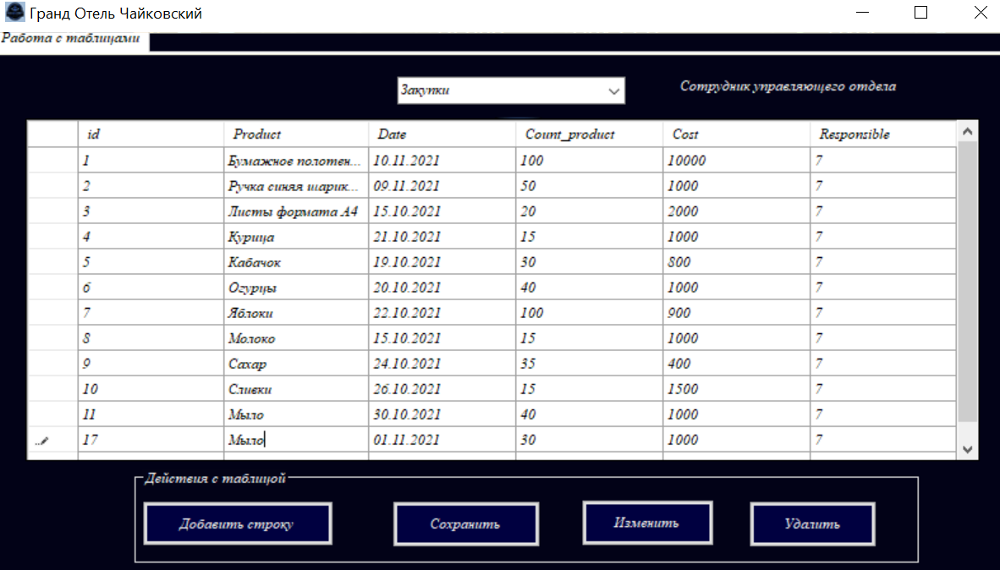 Гранд Отель Чайковский
Работа с таблицами
Закупки
Сотрудник управляющего отдела
id Product Date Count_product Cost Responsible
1 Бумажное полотен... 10.11.2021 100 10000 7
2 Ручка синяя шарик... 09.11.2021 50 1000 7
3 Листы формата А4 15.10.2021 20 2000 7
4 Курица 21.10.2021 15 1000 7
5 Кабачок 19.10.2021 30 800 7
6 Огурцы 20.10.2021 40 1000 7
7 Яблоки 22.10.2021 100 900 7
8 Молоко 15.10.2021 15 1000 7
9 Сахар 24.10.2021 35 400 7
10 Сливки 26.10.2021 15 1500 7
11 Мыло 30.10.2021 40 1000 7
17 Мыло 01.11.2021 30 1000 7
Действия с таблицой
Добавить строку Сохранить Изменить Удалить